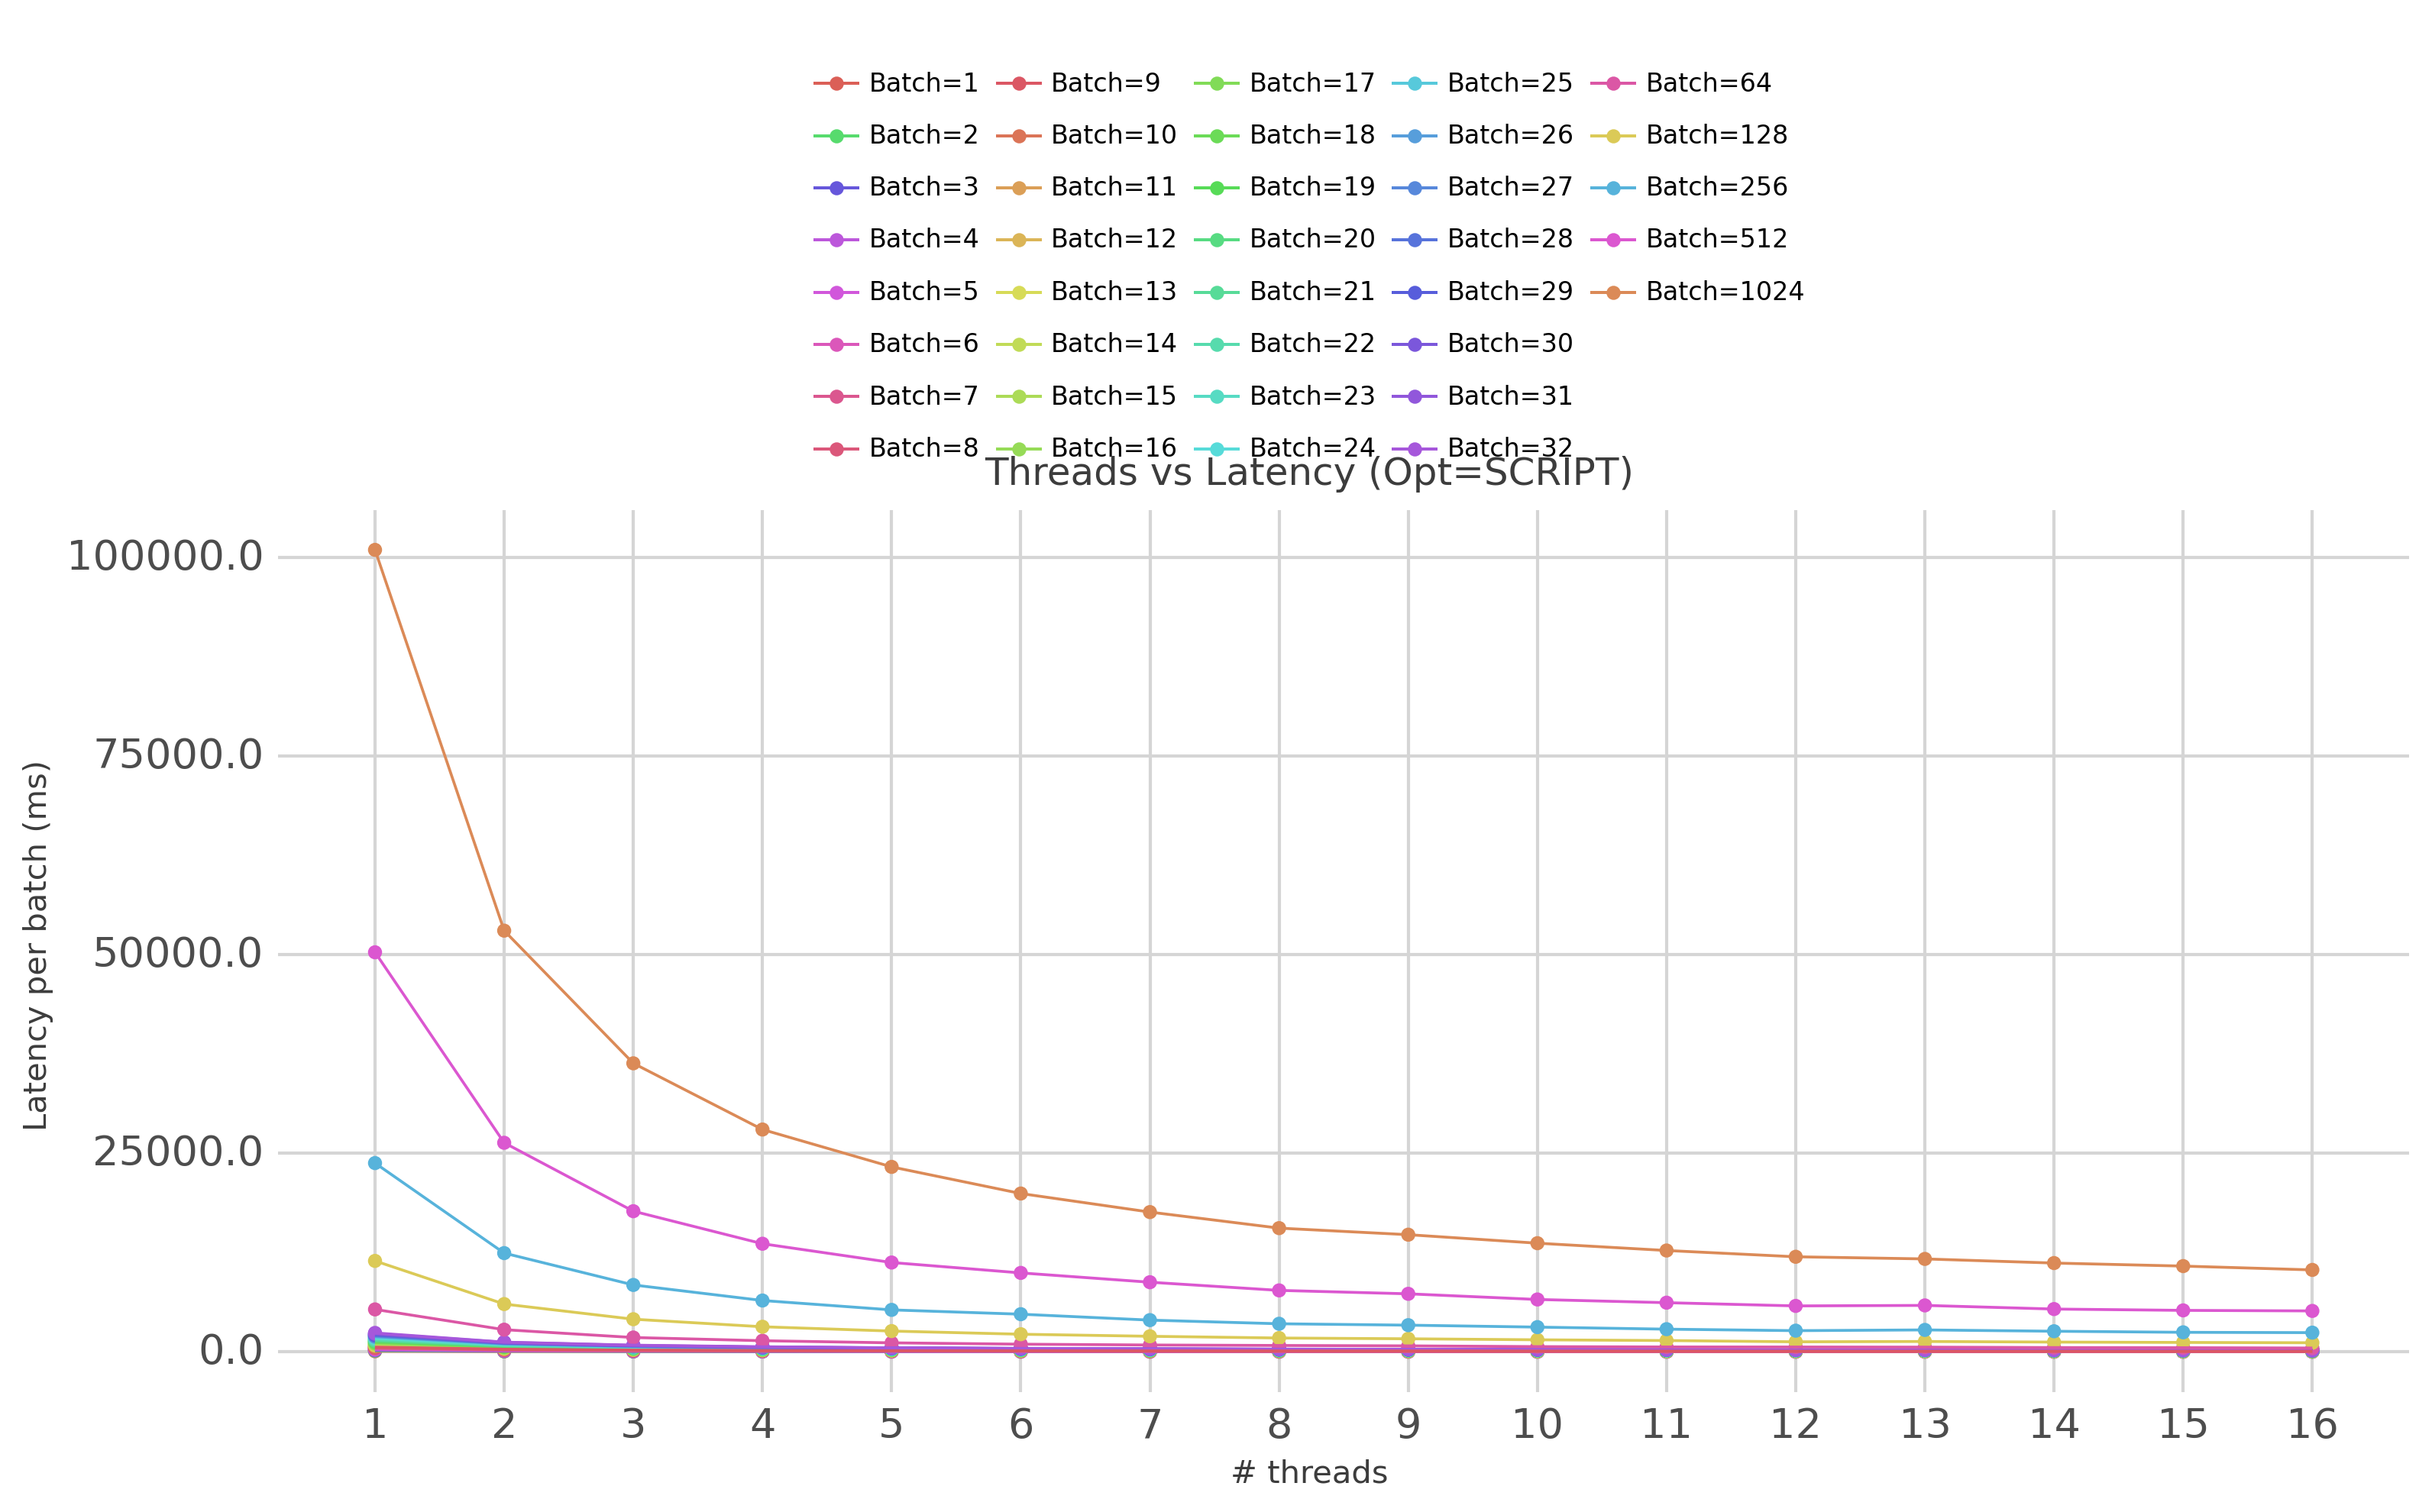 Batch=1 Batch=9 Batch=17 Batch=25 Batch=64
Batch=2 Batch=10 Batch=18 Batch=26 Batch=128
Batch=3 Batch=11 Batch=19 Batch=27 Batch=256
Batch=4 Batch=12 Batch=20 Batch=28 Batch=512
Batch=5 Batch=13 Batch=21 Batch=29 Batch=1024
Batch=6 Batch=14 Batch=22 Batch=30
Batch=7 Batch=15 Batch=23 Batch=31
Batch=8 Batch=16 Batch=24 Batch=32
Threads vs Latency (Opt=SCRIPT)
Latency per batch (ms)
100000.0
75000.0
50000.0
25000.0
0.0
1 2 3 4 5 6 7 8 9 10 11 12 13 14 15 16
# threads